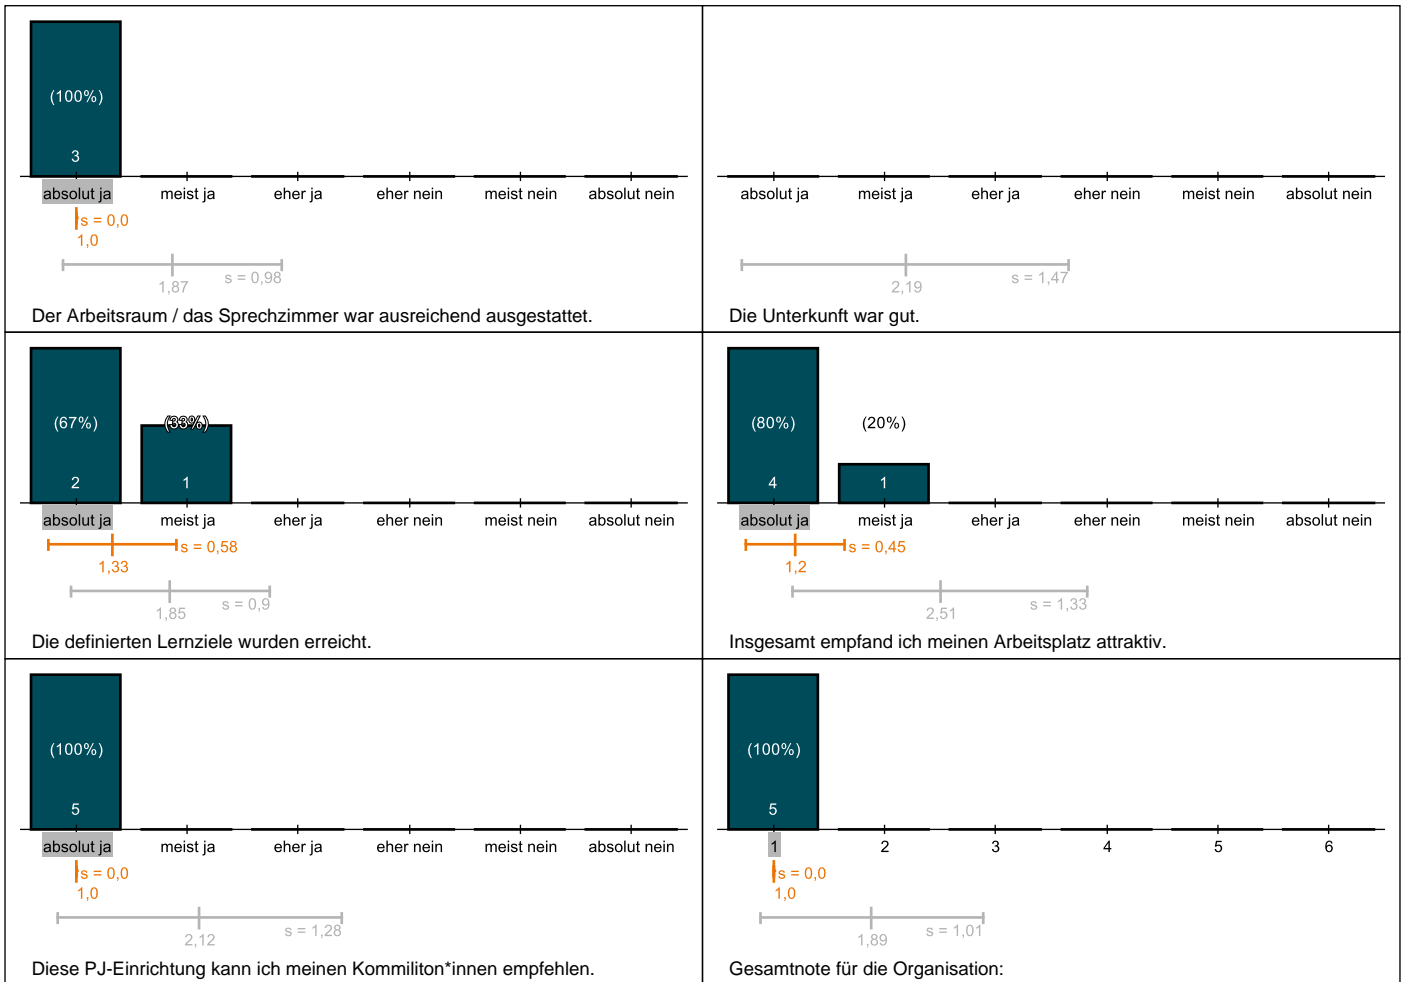 (100%)
3
absolut ja meist ja eher ja eher nein meist nein absolut nein
s = 0,0
1,0
s = 0,98
1,87
Der Arbeitsraum / das Sprechzimmer war ausreichend ausgestattet.
absolut ja meist ja eher ja eher nein meist nein absolut nein
s = 1,47
2,19
Die Unterkunft war gut.
(67%) (33%)
2 1
absolut ja meist ja eher ja eher nein meist nein absolut nein
s = 0,58
1,33
s = 0,9
1,85
Die definierten Lernziele wurden erreicht.
(80%) (20%)
4 1
absolut ja meist ja eher ja eher nein meist nein absolut nein
s = 0,45
1,2
s = 1,33
2,51
Insgesamt empfand ich meinen Arbeitsplatz attraktiv.
(100%)
5
absolut ja meist ja eher ja eher nein meist nein absolut nein
s = 0,0
1,0
s = 1,28
2,12
Diese PJ-Einrichtung kann ich meinen Kommiliton*innen empfehlen.
(100%)
5
1 2 3 4 5 6
s = 0,0
1,0
s = 1,01
1,89
Gesamtnote für die Organisation: